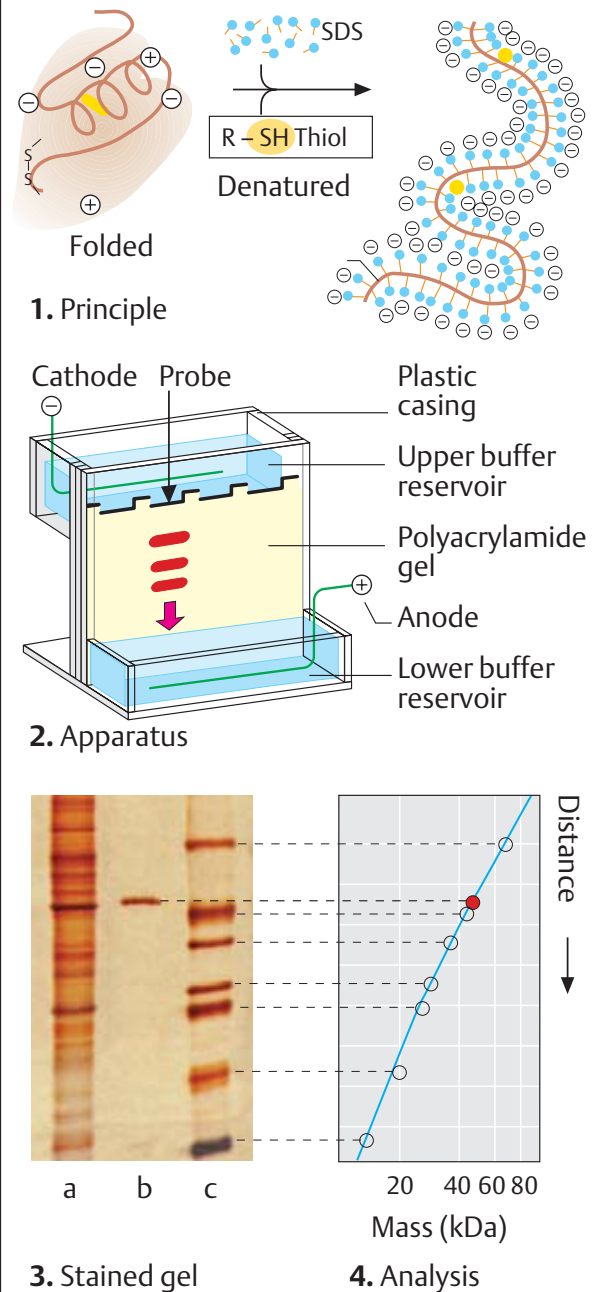 SDS
R – SH Thiol
S
S
Denatured
Folded
1. Principle
Cathode Probe
Plastic
casing
Upper buffer
reservoir
Polyacrylamide
gel
Anode
Lower buffer
reservoir
2. Apparatus
Distance
a b c
20 40 60 80
Mass (kDa)
3. Stained gel
4. Analysis